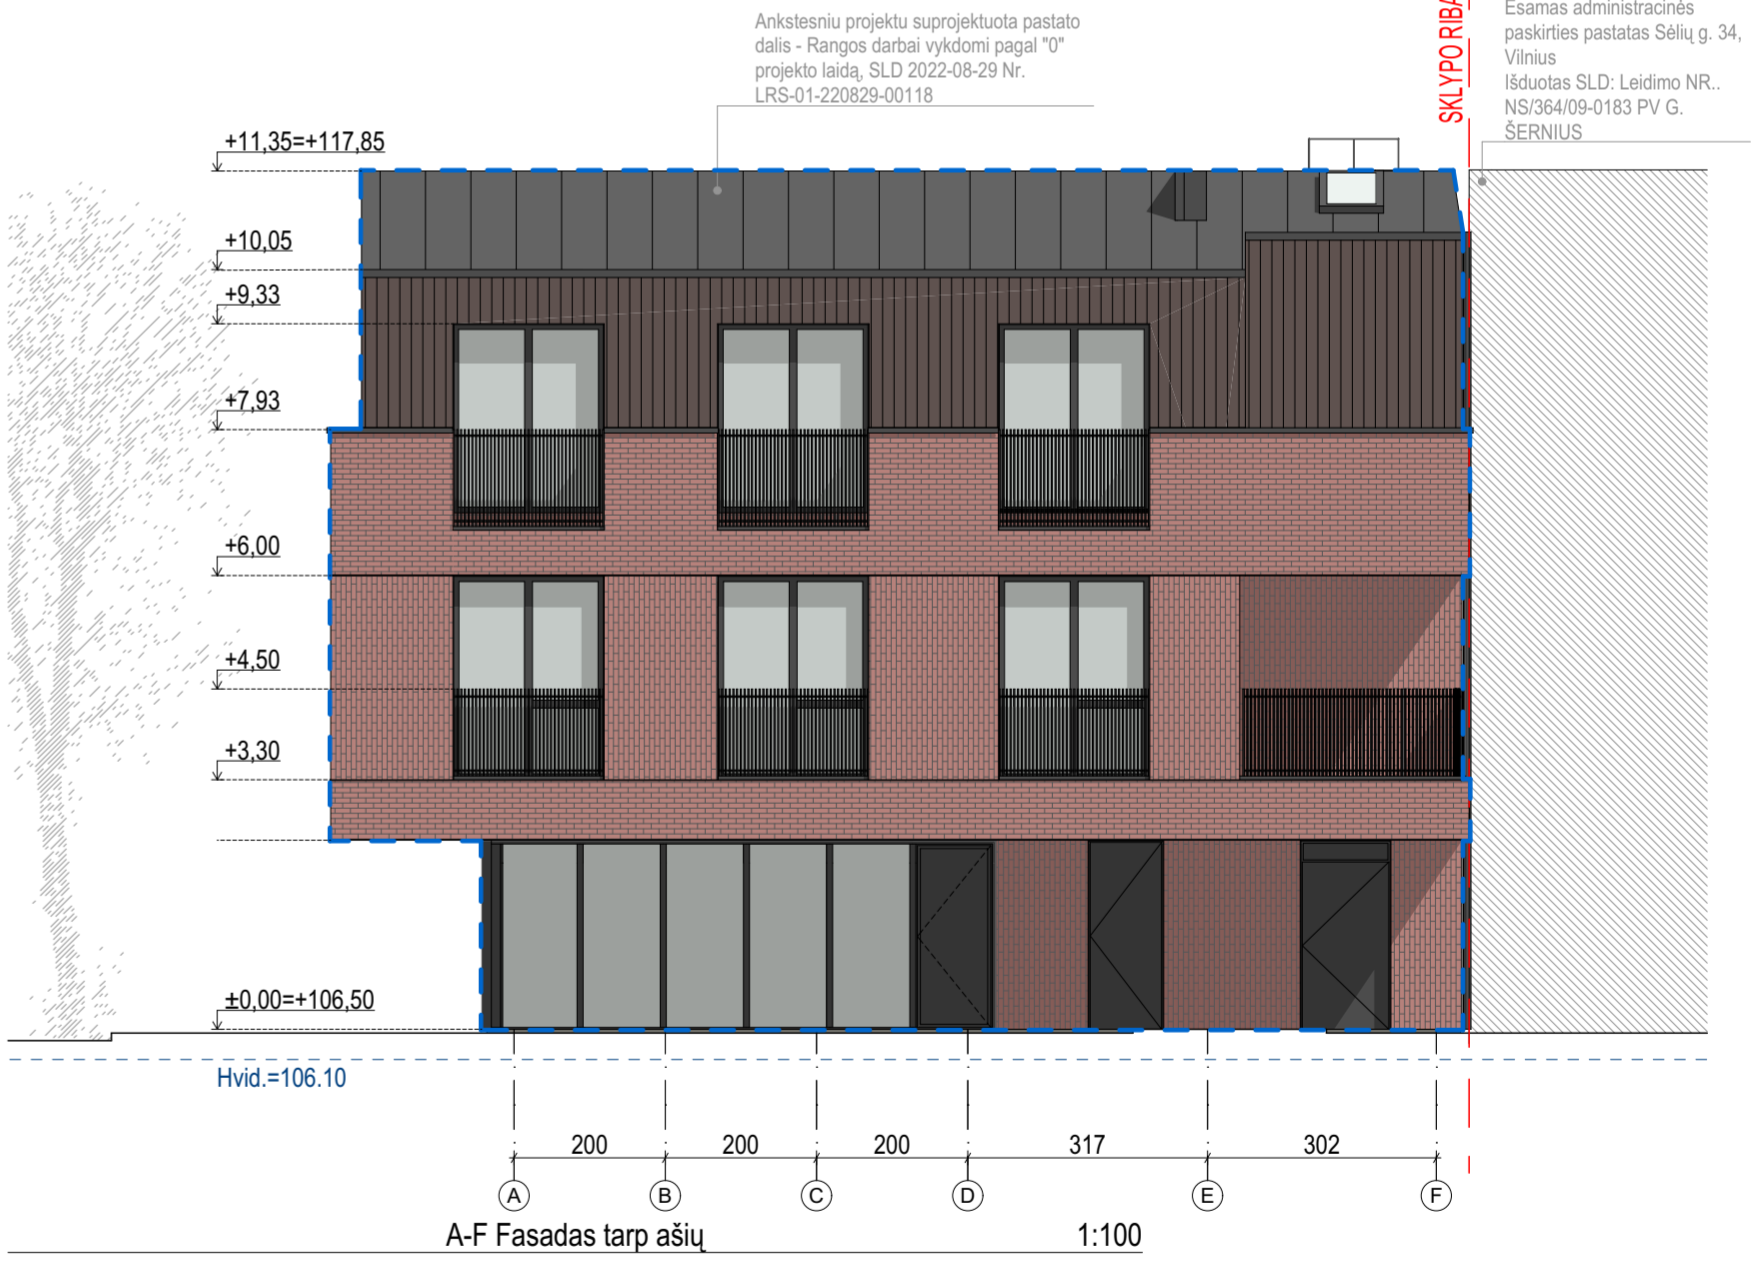 Ankstesniu projektu suprojektuota pastato
dalis - Rangos darbai vykdomi pagal "0"
projekto laidą, SLD 2022-08-29 Nr.
LRS-01-220829-00118
SKLYPO RIBA
Esamas administracinės
paskirties pastatas Sėlių g. 34,
Vilnius
Išduotas SLD: Leidimo NR..
NS/364/09-0183 PV G.
ŠERNIUS
+11,35=+117,85
+10,05
+9,33
+7,93
+6,00
+4,50
+3,30
±0,00=+106,50
Hvid.=106.10
200 200 200 317 302
A B C D E F
A-F Fasadas tarp ašių 1:100